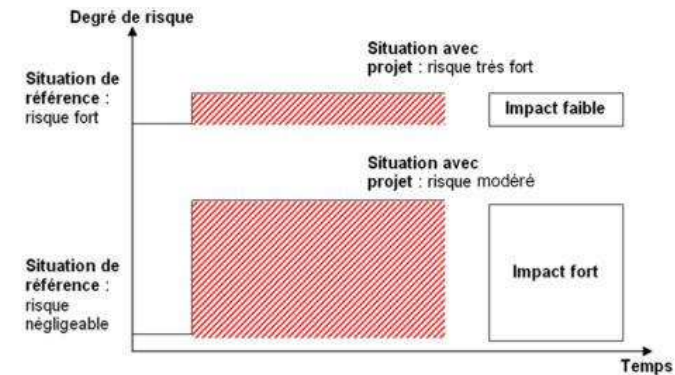 Degré de risque
Situation avec
projet : risque très fort
Situation de
référence :
risque fort
Impact faible
Situation avec
projet : risque modéré
Situation de
référence :
risque
négligeable
Impact fort
Temps